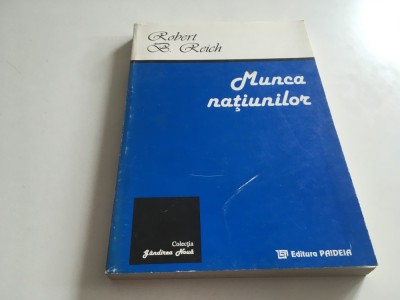 Robert
B. Reich
Munca
națiunilor
Colecția
Gândirea Nouă
Editura PAIDEIA